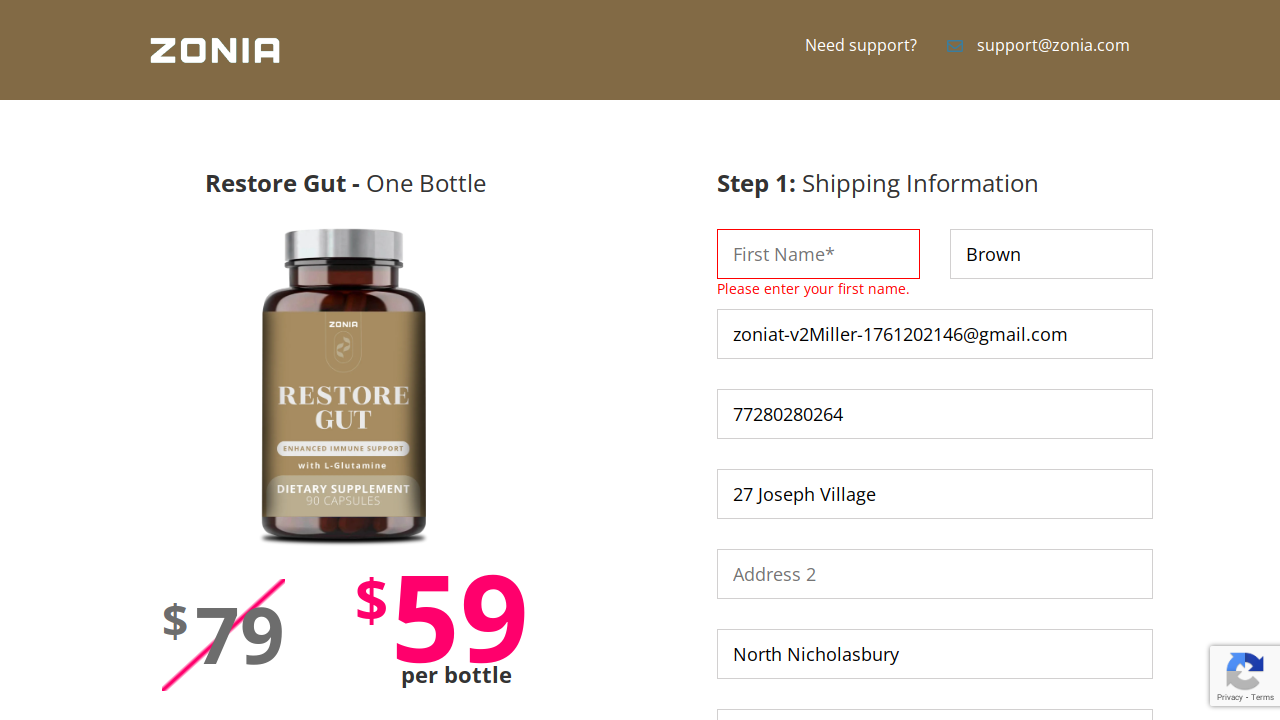 ZONIA
Need support?
support@zonia.com
Restore Gut - One Bottle
ZONIA
RESTORE
GUT
ENHANCED IMMUNE SUPPORT
with L-Glutamine
DIETARY SUPPLEMENT
90 CAPSULES
$79
$59
per bottle
Step 1: Shipping Information
First Name*
Brown
Please enter your first name.
zoniat-v2Miller-1761202146@gmail.com
77280280264
27 Joseph Village
Address 2
North Nicholasbury
Privacy - Terms